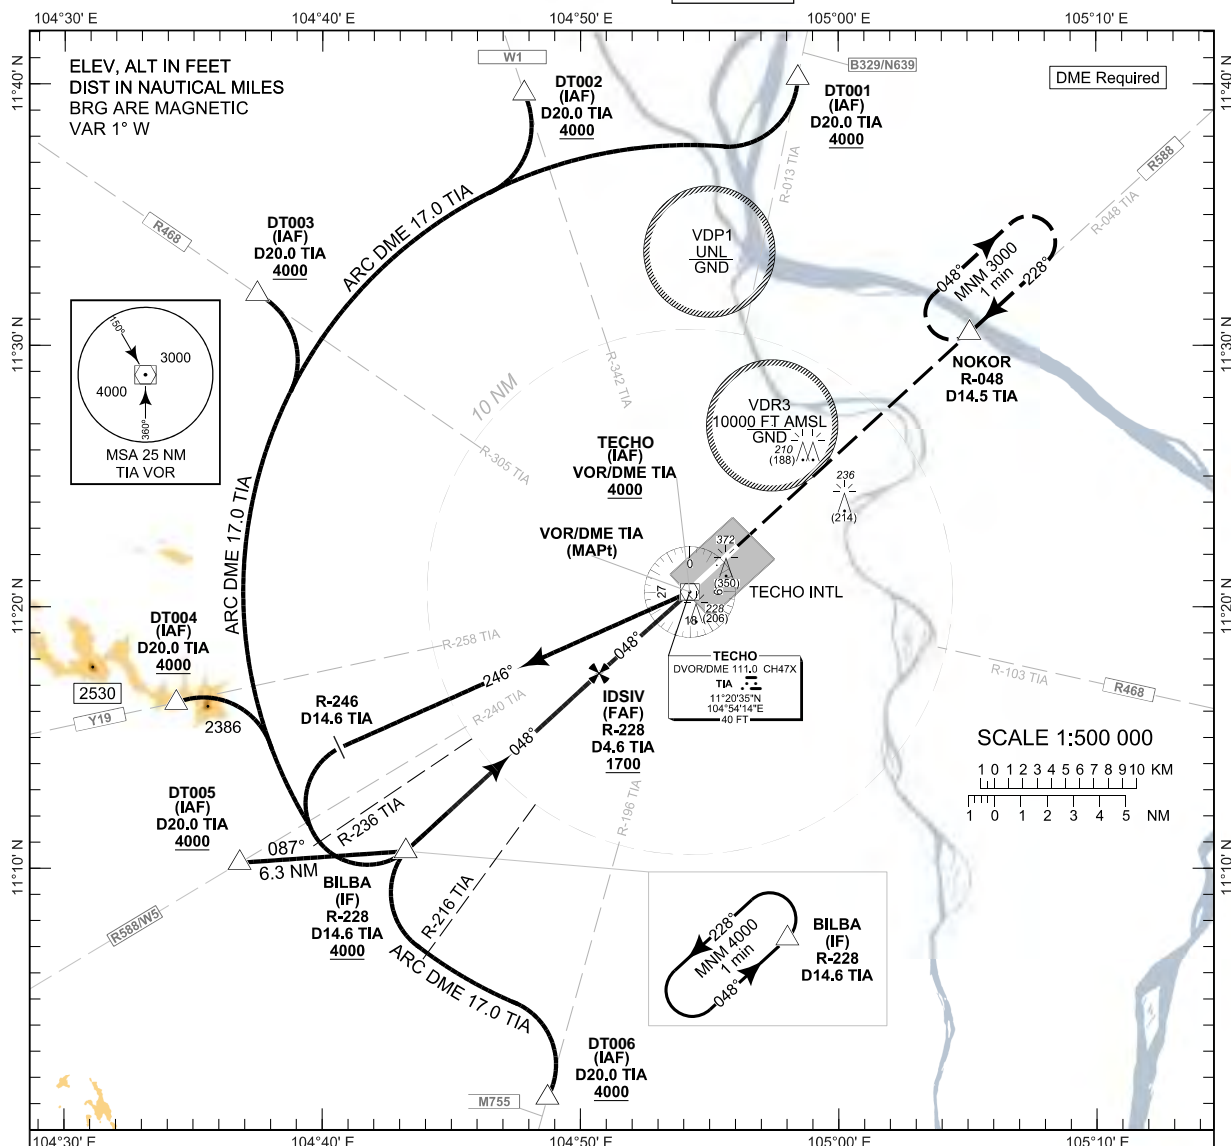 104°30' E
104°40' E
104°50' E
105°00' E
105°10' E
11°40' N
11°40' N
ELEV, ALT IN FEET
DIST IN NAUTICAL MILES
BRG ARE MAGNETIC
VAR 1° W
W1
B329/N639
DME Required
DT002
(IAF)
D20.0 TIA
4000
DT001
(IAF)
D20.0 TIA
4000
R-013 TIA
R588
R-048 TIA
R468
DT003
(IAF)
D20.0 TIA
4000
ARC DME 17.0 TIA
VDP1
UNL
GND
048°
MNM 3000
1 min
228°
11°30' N
11°30' N
150°
3000
4000
360°
MSA 25 NM
TIA VOR
NOKOR
R-048
D14.5 TIA
R-342 TIA
10 NM
VDR3
10000 FT AMSL
GND
210
(188)
R-305 TIA
TECHO
(IAF)
VOR/DME TIA
4000
236
(214)
ARC DME 17.0 TIA
VOR/DME TIA
(MAPt)
372
(350)
0
27
9
18
228
(206)
TECHO INTL
11°20' N
11°20' N
DT004
(IAF)
D20.0 TIA
4000
R-258 TIA
048°
246°
2530
Y19
2386
R-246
D14.6 TIA
R-240 TIA
IDSIV
(FAF)
R-228
D4.6 TIA
1700
TECHO
DVOR/DME 111.0 CH47X
TIA
11°20'35"N
104°54'14"E
40 FT
R-103 TIA
R468
048°
SCALE 1:500 000
1 0 1 2 3 4 5 6 7 8 9 10 KM
1 0 1 2 3 4 5 NM
DT005
(IAF)
D20.0 TIA
4000
R-236 TIA
R-196 TIA
087°
6.3 NM
11°10' N
11°10' N
BILBA
(IF)
R-228
D14.6 TIA
4000
R588/W5
R-216 TIA
ARC DME 17.0 TIA
228°
MNM 4000
1 min
048°
BILBA
(IF)
R-228
D14.6 TIA
DT006
(IAF)
D20.0 TIA
4000
M755
104°30' E
104°40' E
104°50' E
105°00' E
105°10' E